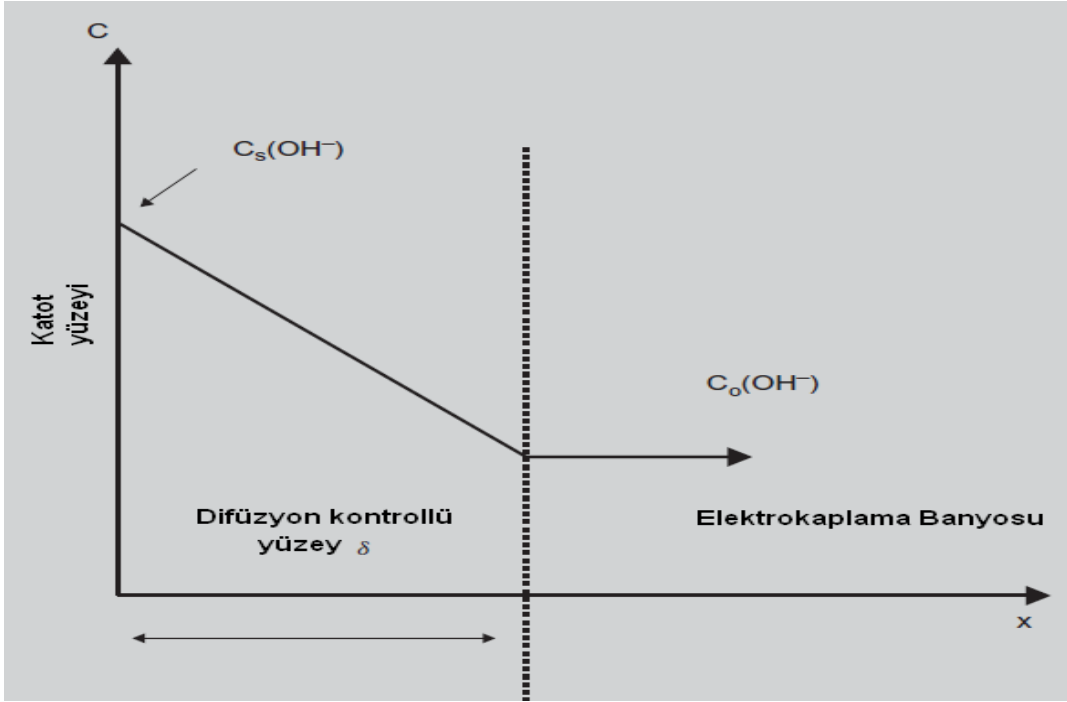 C
Cₛ(OH⁻)
Katot
yüzeyi
Cₒ(OH⁻)
Difüzyon kontrollü
yüzey δ
Elektrokaplama Banyosu
x